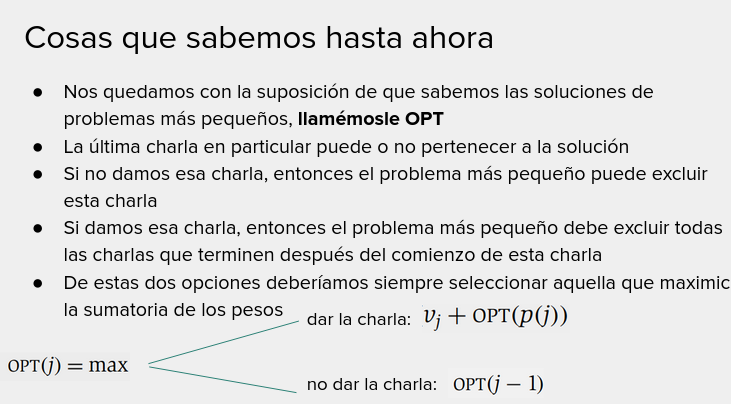 Cosas que sabemos hasta ahora
● Nos quedamos con la suposición de que sabemos las soluciones de
problemas más pequeños, llamémosle OPT
● La última charla en particular puede o no pertenecer a la solución
● Si no damos esa charla, entonces el problema más pequeño puede excluir
esta charla
● Si damos esa charla, entonces el problema más pequeño debe excluir todas
las charlas que terminen después del comienzo de esta charla
● De estas dos opciones deberíamos siempre seleccionar aquella que maximic
la sumatoria de los pesos
dar la charla: vⱼ + OPT(p(j))
OPT(j) = max
no dar la charla: OPT(j − 1)